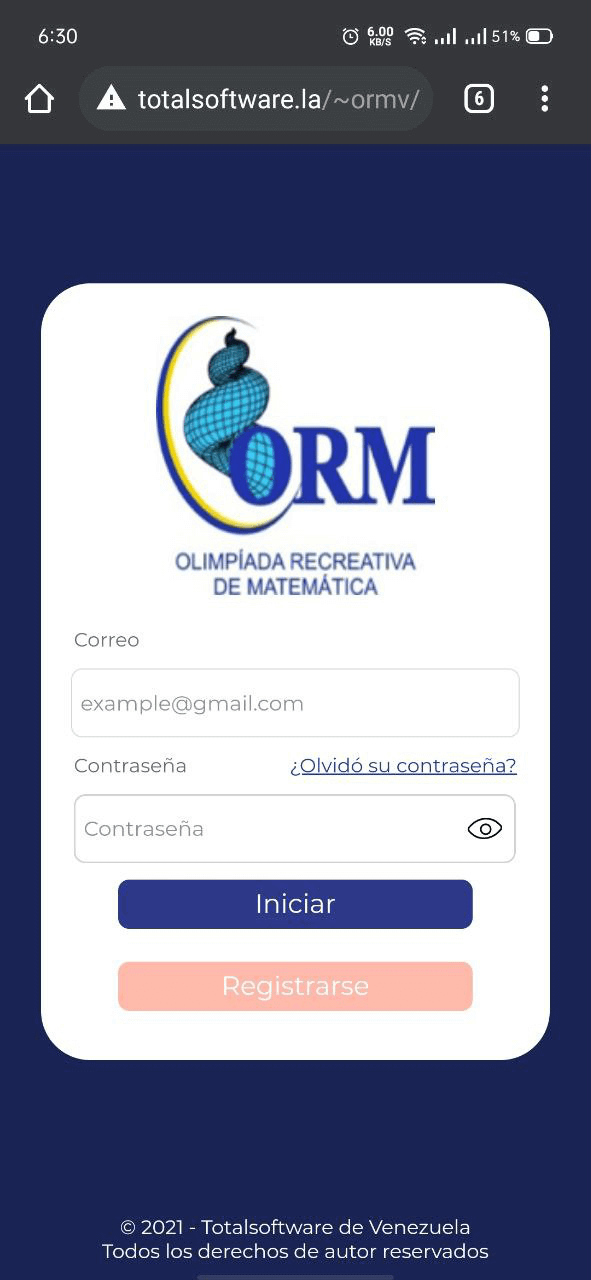 6:30
6.00
KB/S
51%
totalsoftware.la/~ormv/
6
ORM
OLIMPÍADA RECREATIVA
DE MATEMÁTICA
Correo
example@gmail.com
Contraseña
¿Olvidó su contraseña?
Contraseña
Iniciar
Registrarse
© 2021 - Totalsoftware de Venezuela
Todos los derechos de autor reservados